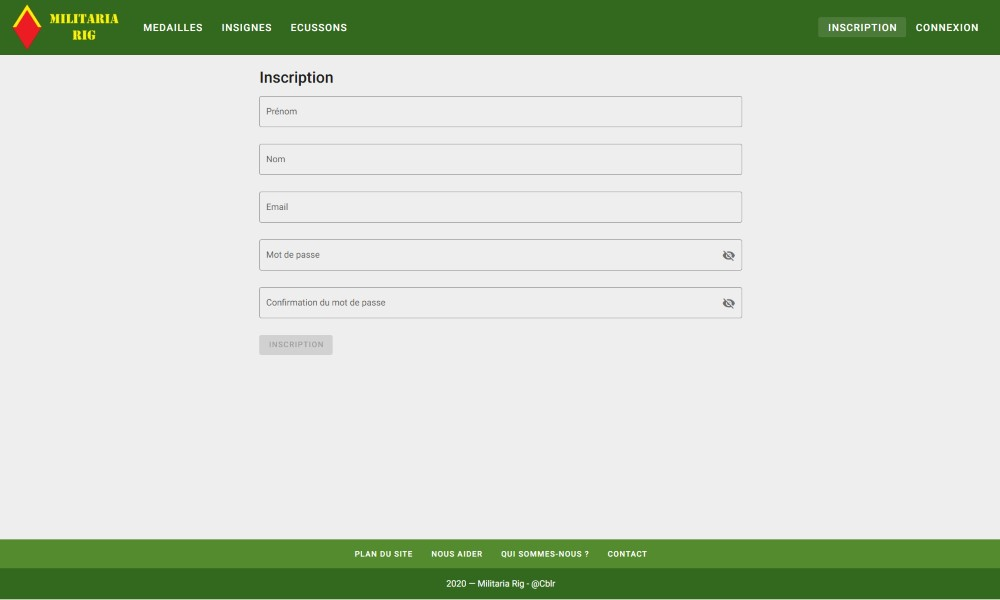 MILITARIA
RIG
MEDAILLES INSIGNES ECUSSONS INSCRIPTION CONNEXION
Inscription
Prénom
Nom
Email
Mot de passe
Confirmation du mot de passe
INSCRIPTION
PLAN DU SITE NOUS AIDER QUI SOMMES-NOUS ? CONTACT
2020 — Militaria Rig - @Cblr